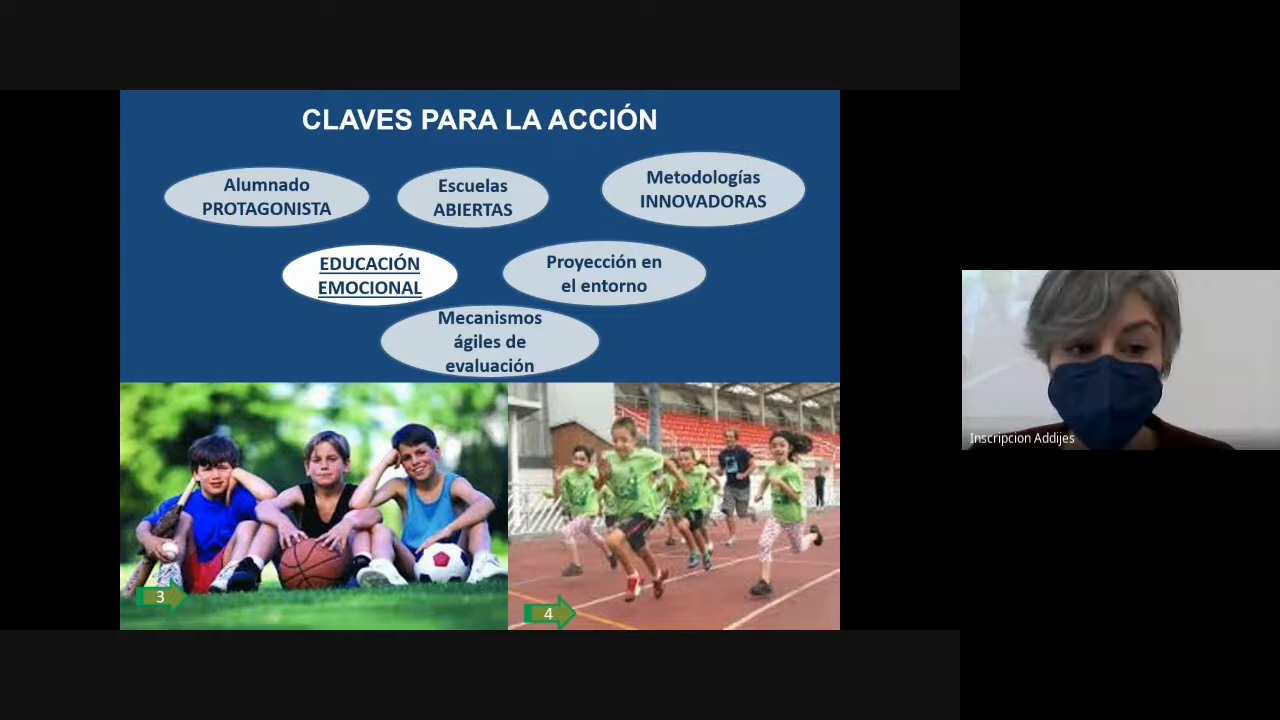 CLAVES PARA LA ACCIÓN
Alumnado
PROTAGONISTA
Escuelas
ABIERTAS
Metodologías
INNOVADORAS
EDUCACIÓN
EMOCIONAL
Proyección en
el entorno
Mecanismos
ágiles de
evaluación
3
4
Inscripcion Addijes